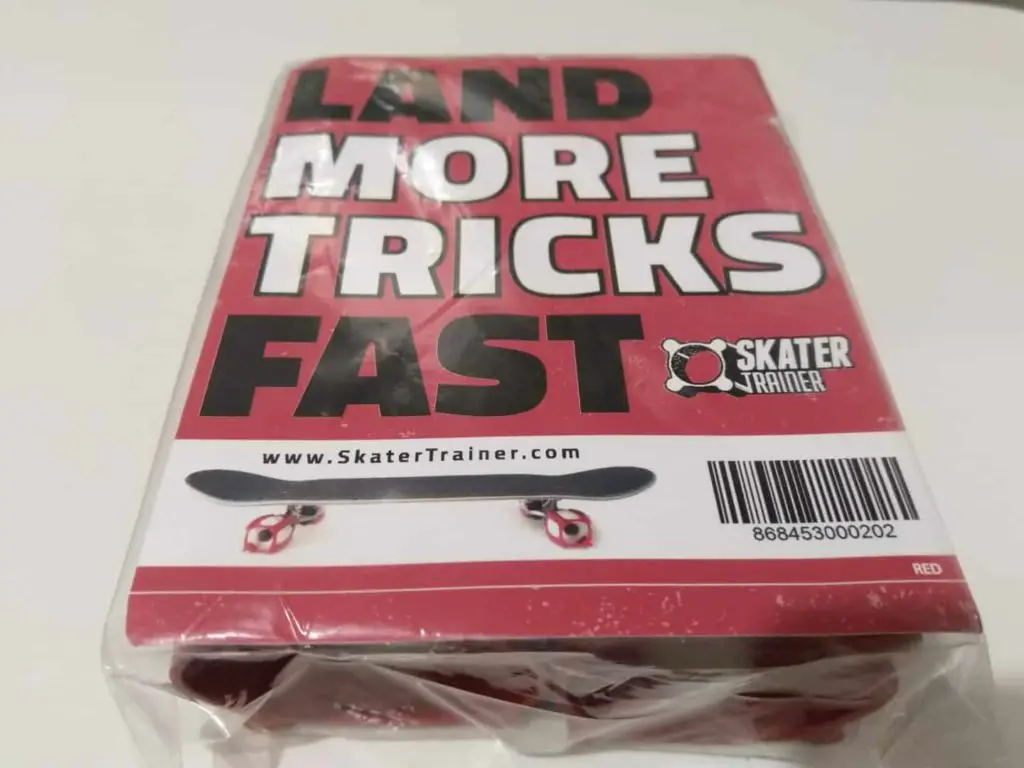 LAND
MORE
TRICKS
FAST
SKATER
TRAINER
www.SkaterTrainer.com
868453000202
RED